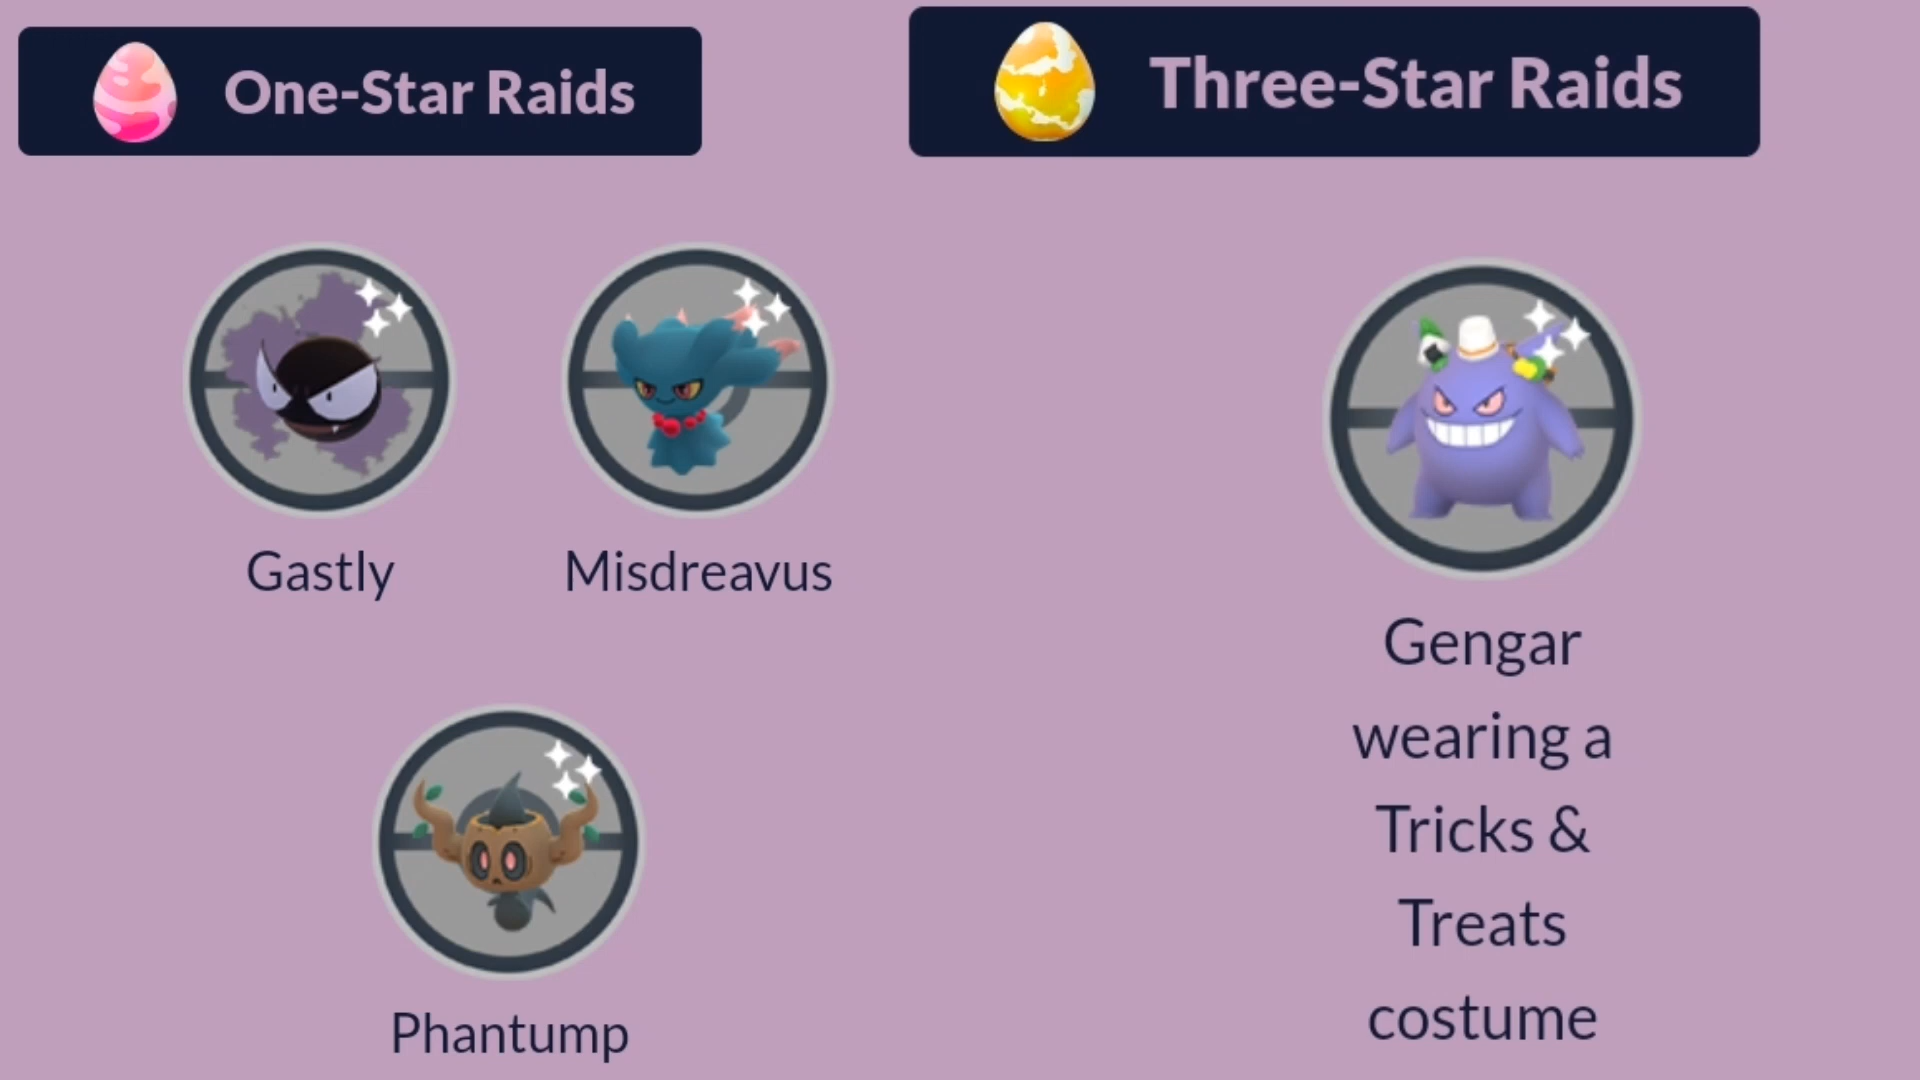 One-Star Raids
Three-Star Raids
Gastly
Misdreavus
Phantump
Gengar
wearing a
Tricks &
Treats
costume